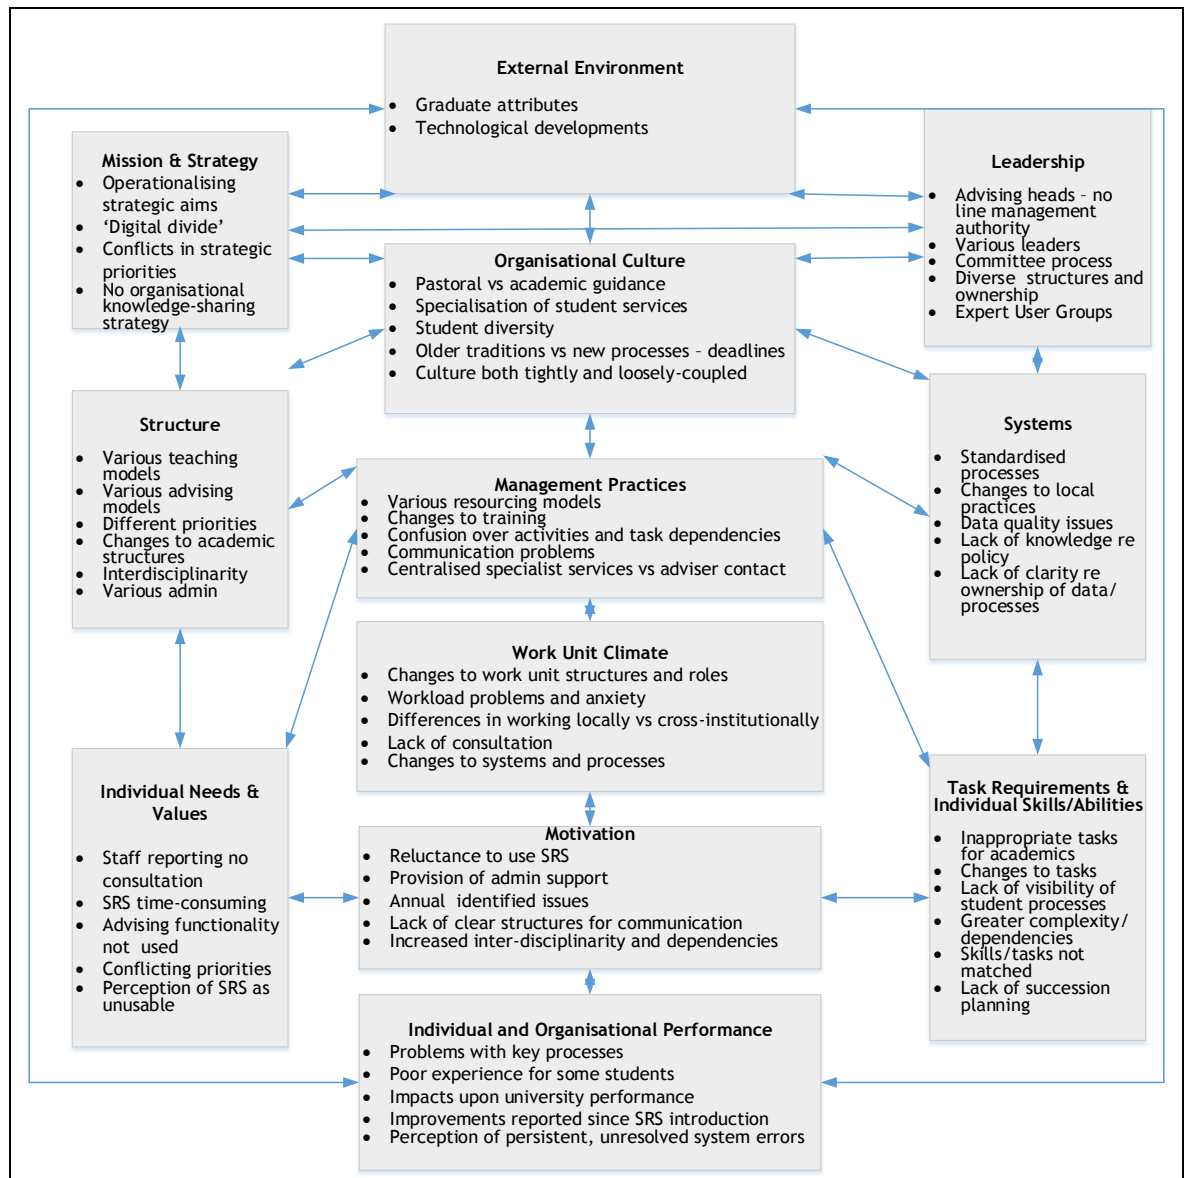 External Environment
• Graduate attributes
• Technological developments
Mission & Strategy
• Operationalising
strategic aims
• ‘Digital divide’
• Conflicts in strategic
priorities
• No organisational
knowledge-sharing
strategy
Leadership
• Advising heads – no
line management
authority
• Various leaders
• Committee process
• Diverse structures and
ownership
• Expert User Groups
Organisational Culture
• Pastoral vs academic guidance
• Specialisation of student services
• Student diversity
• Older traditions vs new processes – deadlines
• Culture both tightly and loosely-coupled
Structure
• Various teaching
models
• Various advising
models
• Different priorities
• Changes to academic
structures
• Interdisciplinarity
• Various admin
Management Practices
• Various resourcing models
• Changes to training
• Confusion over activities and task dependencies
• Communication problems
• Centralised specialist services vs adviser contact
Systems
• Standardised
processes
• Changes to local
practices
• Data quality issues
• Lack of knowledge re
policy
• Lack of clarity re
ownership of data/
processes
Work Unit Climate
• Changes to work unit structures and roles
• Workload problems and anxiety
• Differences in working locally vs cross-institutionally
• Lack of consultation
• Changes to systems and processes
Individual Needs &
Values
• Staff reporting no
consultation
• SRS time-consuming
• Advising functionality
not used
• Conflicting priorities
• Perception of SRS as
unusable
Motivation
• Reluctance to use SRS
• Provision of admin support
• Annual identified issues
• Lack of clear structures for communication
• Increased inter-disciplinarity and dependencies
Task Requirements &
Individual Skills/Abilities
• Inappropriate tasks
for academics
• Changes to tasks
• Lack of visibility of
student processes
• Greater complexity/
dependencies
• Skills/tasks not
matched
• Lack of succession
planning
Individual and Organisational Performance
• Problems with key processes
• Poor experience for some students
• Impacts upon university performance
• Improvements reported since SRS introduction
• Perception of persistent, unresolved system errors